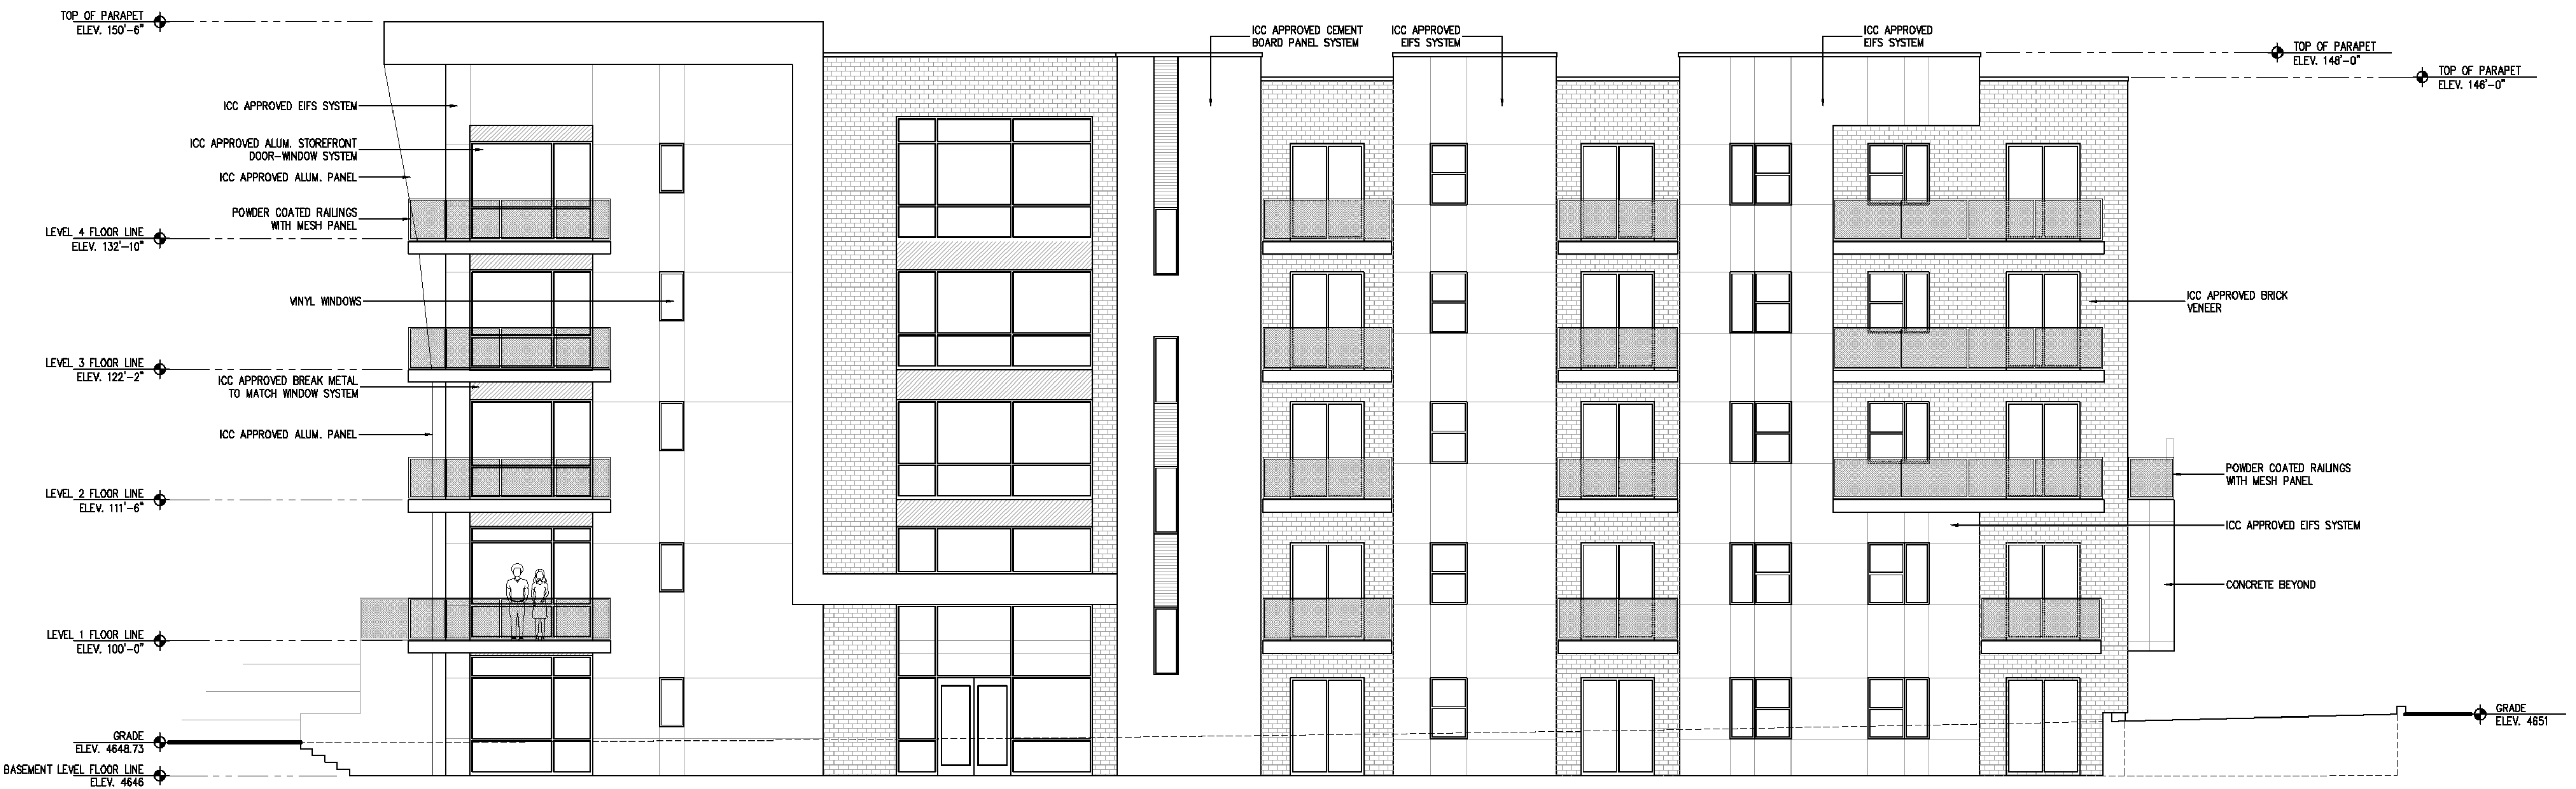 TOP OF PARAPET
ELEV. 150'-6"
ICC APPROVED EIFS SYSTEM
ICC APPROVED ALUM. STOREFRONT
DOOR-WINDOW SYSTEM
ICC APPROVED ALUM. PANEL
POWDER COATED RAILINGS
WITH MESH PANEL
LEVEL 4 FLOOR LINE
ELEV. 132'-10"
VINYL WINDOWS
LEVEL 3 FLOOR LINE
ELEV. 122'-2"
ICC APPROVED BREAK METAL
TO MATCH WINDOW SYSTEM
ICC APPROVED ALUM. PANEL
LEVEL 2 FLOOR LINE
ELEV. 111'-6"
LEVEL 1 FLOOR LINE
ELEV. 100'-0"
GRADE
ELEV. 4648.73
BASEMENT LEVEL FLOOR LINE
ELEV. 4646
ICC APPROVED CEMENT
BOARD PANEL SYSTEM
ICC APPROVED
EIFS SYSTEM
ICC APPROVED
EIFS SYSTEM
TOP OF PARAPET
ELEV. 148'-0"
TOP OF PARAPET
ELEV. 146'-0"
ICC APPROVED BRICK
VENEER
POWDER COATED RAILINGS
WITH MESH PANEL
ICC APPROVED EIFS SYSTEM
CONCRETE BEYOND
GRADE
ELEV. 4651